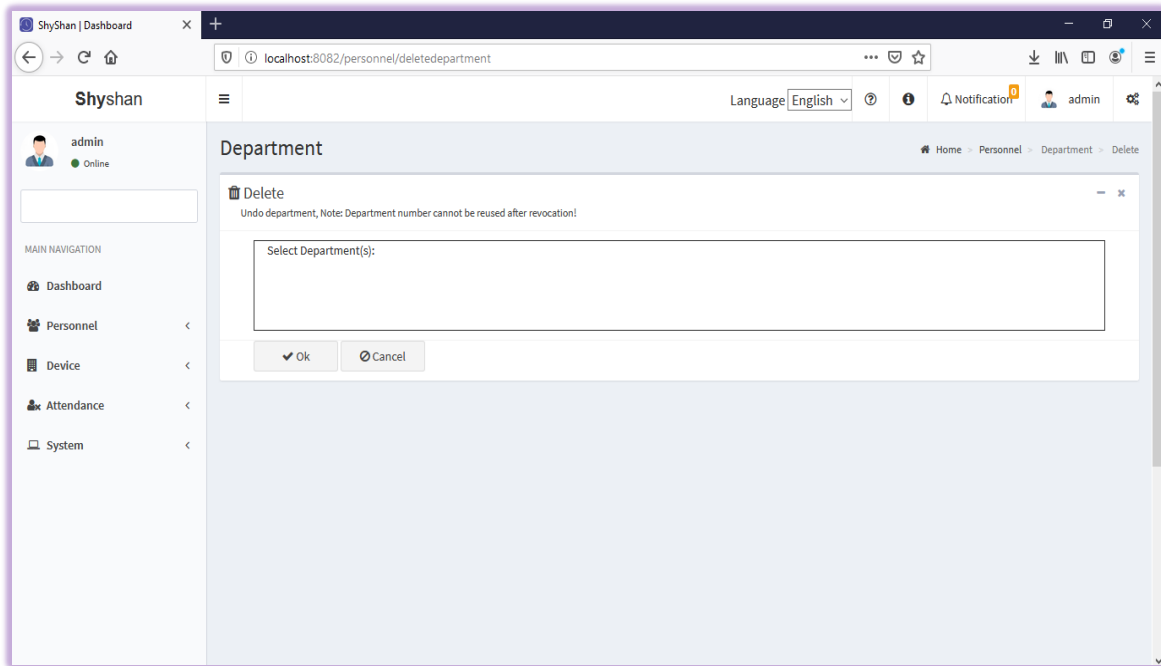 ShyShan | Dashboard
localhost:8082/personnel/deletedepartment
Shyshan
Language English
Notification 0
admin
admin
Online
Department
Home > Personnel > Department > Delete
Delete
Undo department, Note: Department number cannot be reused after revocation!
Select Department(s):
MAIN NAVIGATION
Dashboard
Personnel
Device
Attendance
System
Ok
Cancel